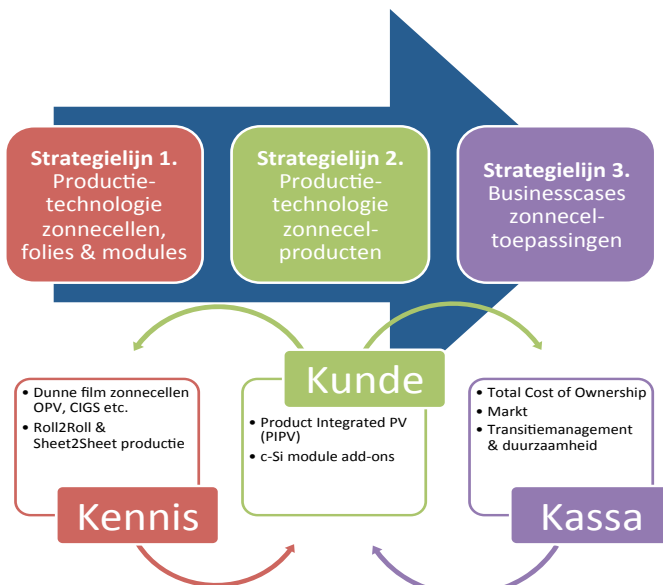 Strategielijn 1.
Productie-
technologie
zonnecellen,
folies & modules
Strategielijn 2.
Productie-
technologie
zonnecel-
producten
Strategielijn 3.
Businesscases
zonnecel-
toepassingen
• Dunne film zonnecellen
OPV, CIGS etc.
• Roll2Roll &
Sheet2Sheet productie
Kennis
Kunde
• Product Integrated PV
(PIPV)
• c-Si module add-ons
• Total Cost of Ownership
• Markt
• Transitiemanagement
& duurzaamheid
Kassa